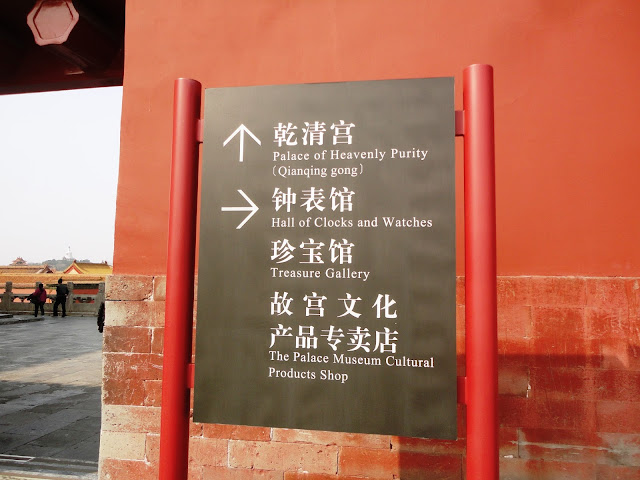 乾清宫
Palace of Heavenly Purity
(Qianqing gong)
钟表馆
Hall of Clocks and Watches
珍宝馆
Treasure Gallery
故宫文化
产品专卖店
The Palace Museum Cultural
Products Shop